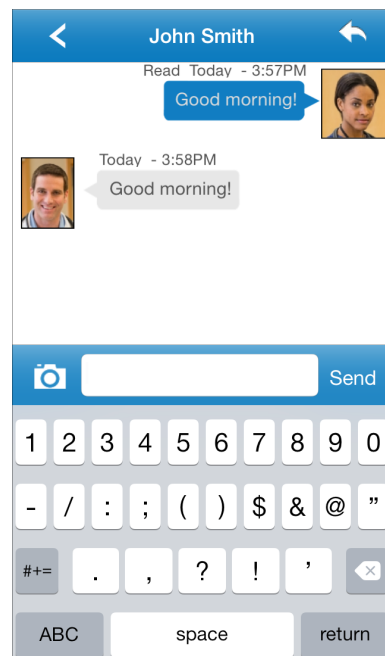 John Smith
Read Today - 3:57PM
Good morning!
Today - 3:58PM
Good morning!
Send
1 2 3 4 5 6 7 8 9 0
- / : ; ( ) $ & @ ”
#+= . , ? ! ’
ABC space return